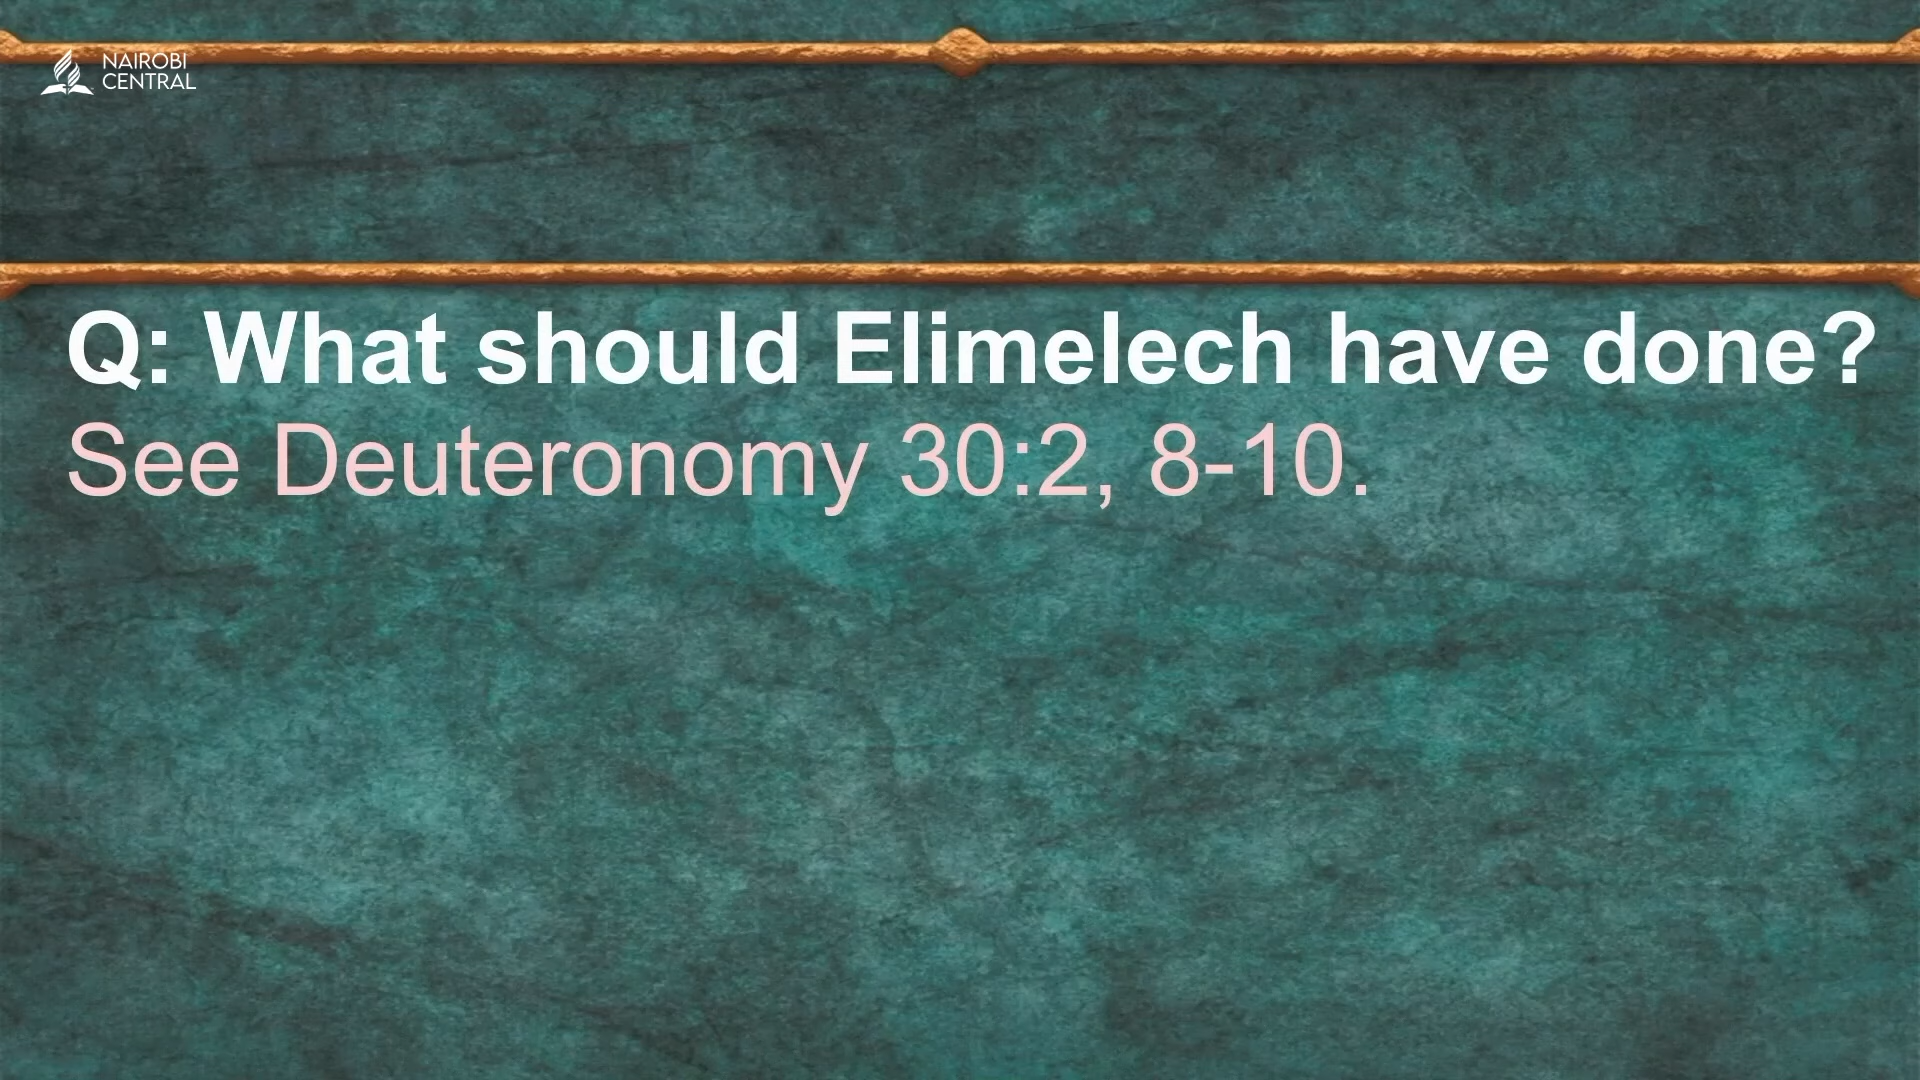 NAIROBI
CENTRAL
Q: What should Elimelech have done?
See Deuteronomy 30:2, 8-10.